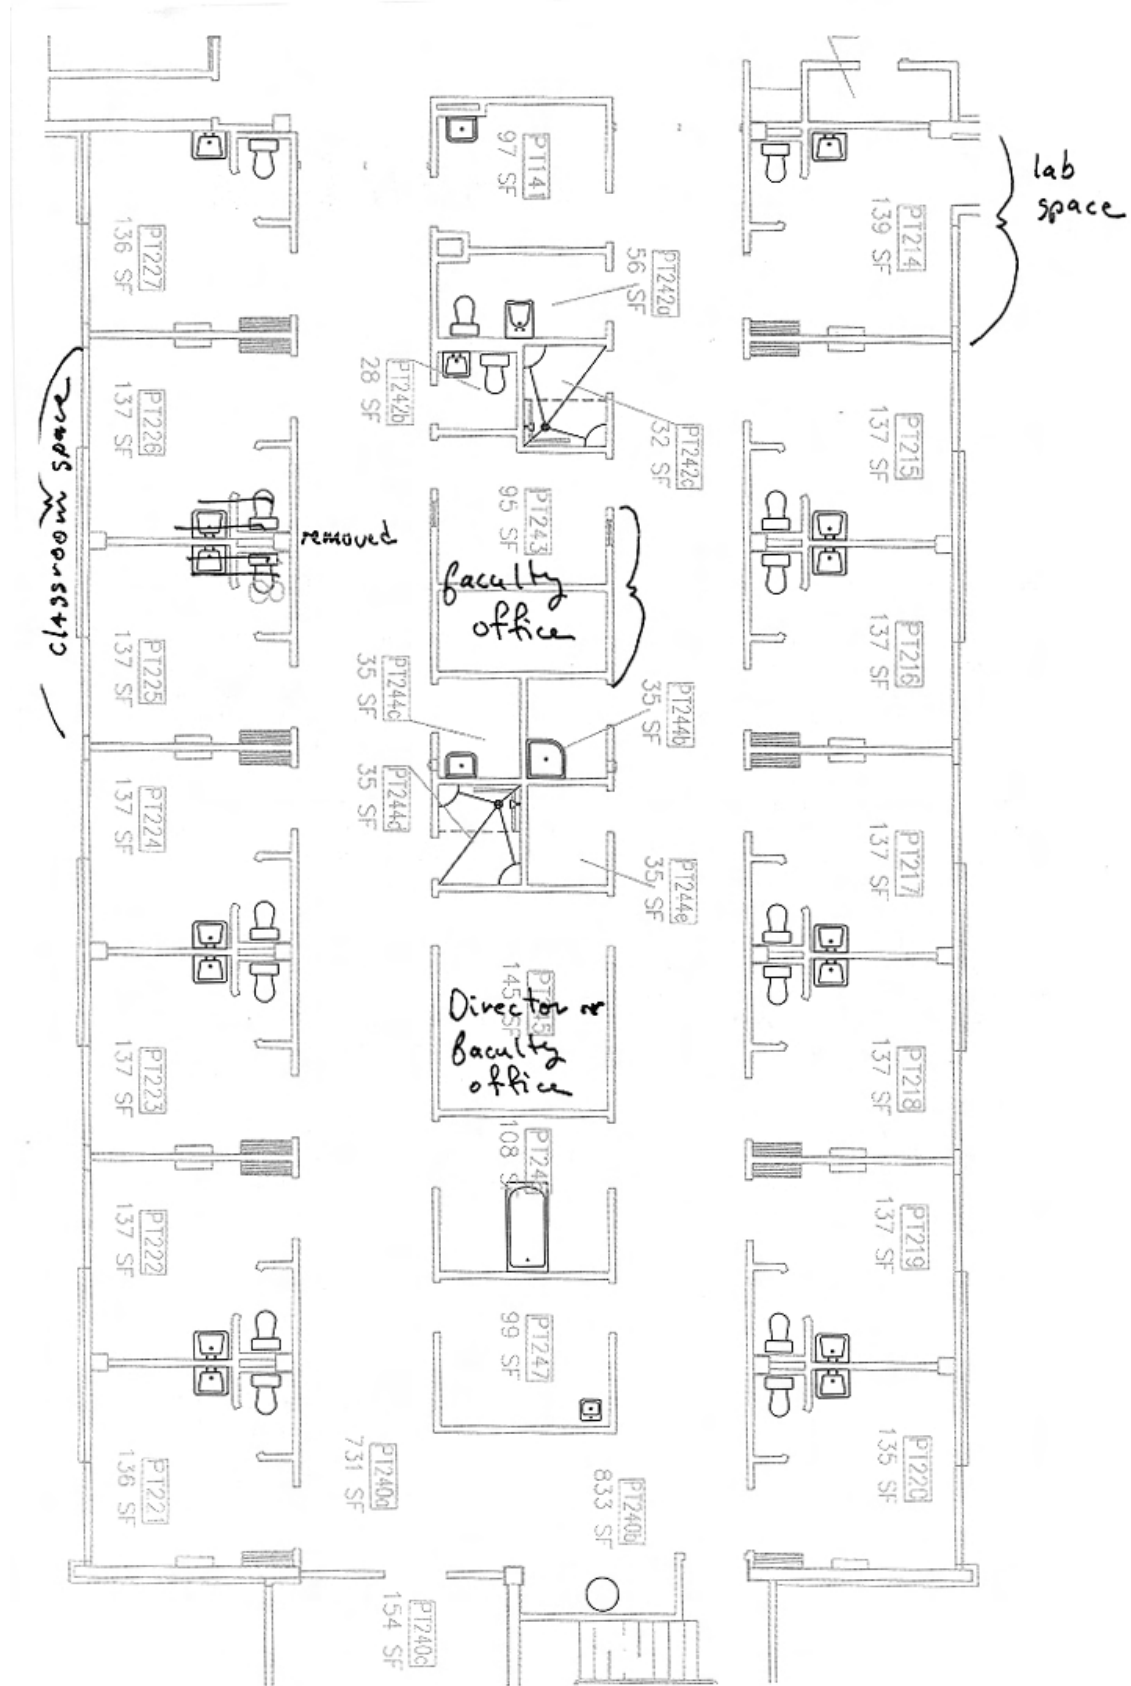 lab
space
PT141
97 SF
PT214
139 SF
PT227
136 SF
PT242a
56 SF
PT242b
28 SF
PT242c
32 SF
PT226
137 SF
PT215
137 SF
classroom space
removed
PT243
95 SF
faculty
office
PT225
137 SF
PT216
137 SF
PT244c
35 SF
PT244b
35 SF
PT244d
35 SF
PT244e
35 SF
PT224
137 SF
PT217
137 SF
PT245
145 SF
Director or
faculty
office
PT223
137 SF
PT218
137 SF
108
PT222
137 SF
PT219
137 SF
PT247
99 SF
PT221
136 SF
PT240a
731 SF
PT240b
833 SF
PT220
135 SF
PT240c
154 SF